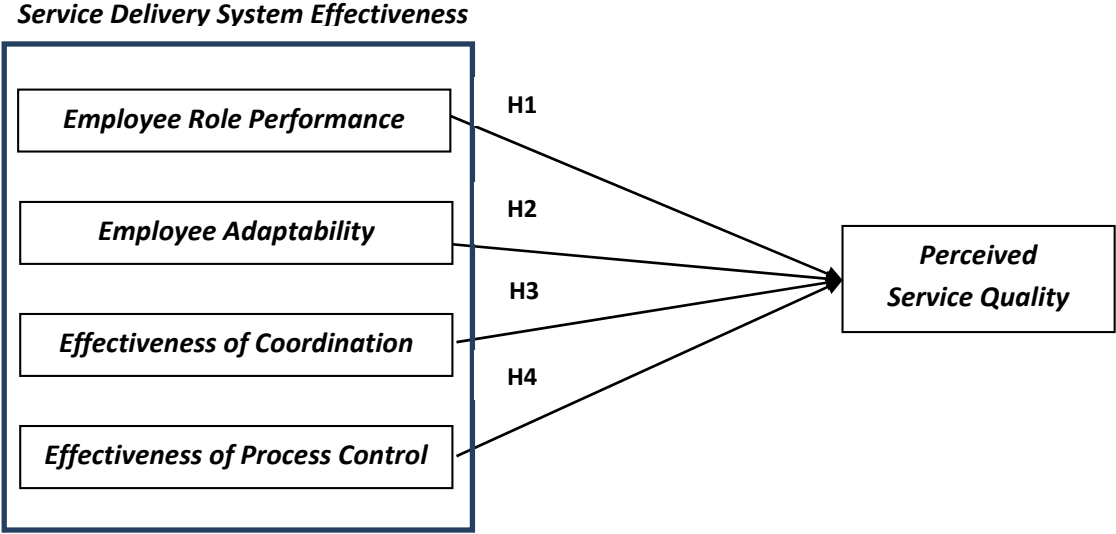 Service Delivery System Effectiveness
Employee Role Performance
H1
Employee Adaptability
H2
Perceived
Service Quality
H3
Effectiveness of Coordination
H4
Effectiveness of Process Control